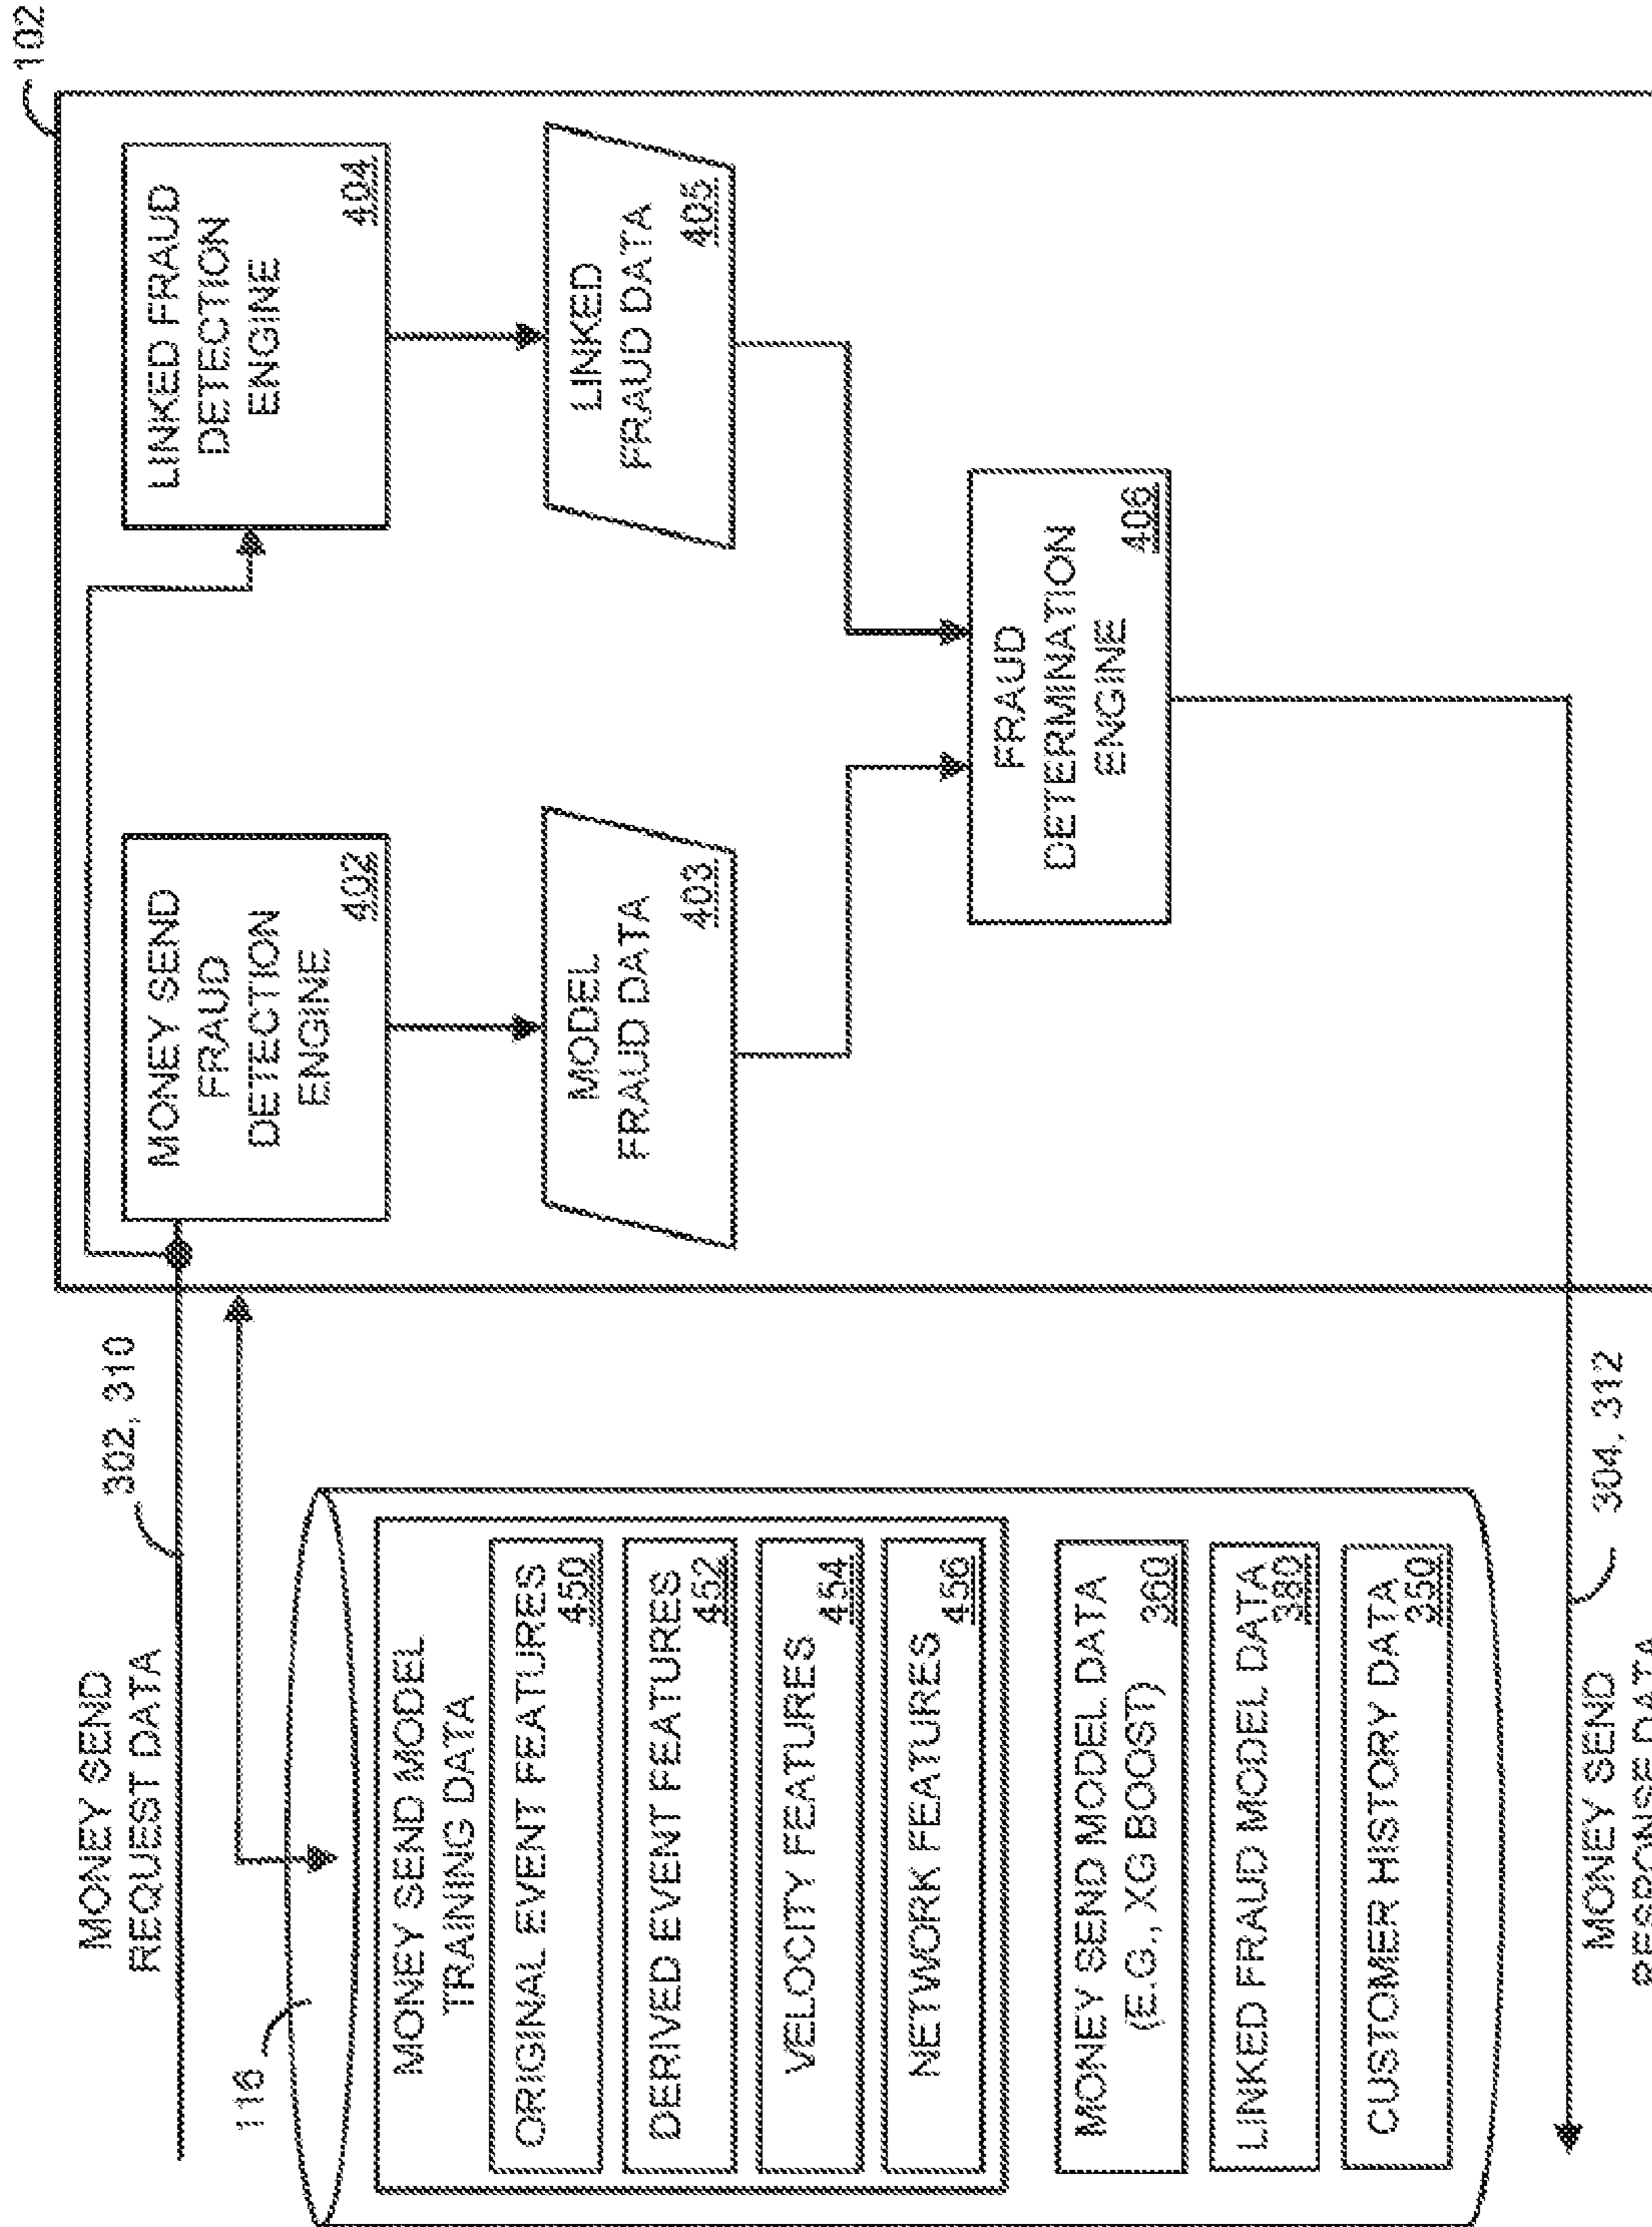 102
MONEY SEND
REQUEST DATA
302, 310
116
MONEY SEND MODEL
TRAINING DATA
ORIGINAL EVENT FEATURES
450
DERIVED EVENT FEATURES
452
VELOCITY FEATURES
454
NETWORK FEATURES
456
MONEY SEND MODEL DATA
(E.G., XG BOOST)
360
LINKED FRAUD MODEL DATA
380
CUSTOMER HISTORY DATA
350
MONEY SEND
FRAUD
DETECTION
ENGINE
402
LINKED FRAUD
DETECTION
ENGINE
404
MODEL
FRAUD DATA
403
LINKED
FRAUD DATA
405
FRAUD
DETERMINATION
ENGINE
406
304, 312
MONEY SEND
RESPONSE DATA